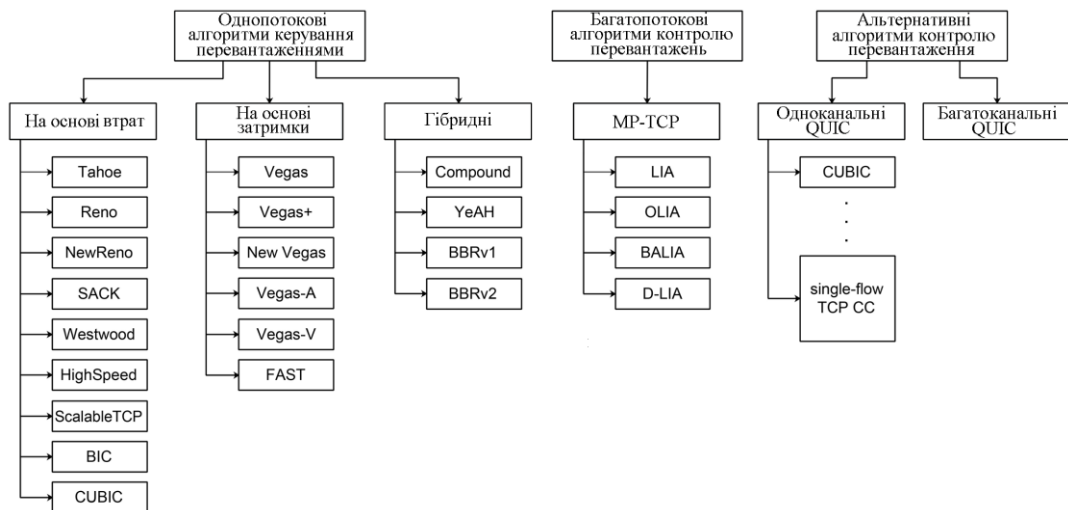 Однопотокові
алгоритми керування
перевантаженнями
Багатопотокові
алгоритми контролю
перевантажень
Альтернативні
алгоритми контролю
перевантаження
На основі втрат
На основі
затримки
Гібридні
MP-TCP
Одноканальні
QUIC
Багатоканальні
QUIC
Tahoe
Reno
NewReno
SACK
Westwood
HighSpeed
ScalableTCP
BIC
CUBIC
Vegas
Vegas+
New Vegas
Vegas-A
Vegas-V
FAST
Compound
YeAH
BBRv1
BBRv2
LIA
OLIA
BALIA
D-LIA
CUBIC
single-flow
TCP CC